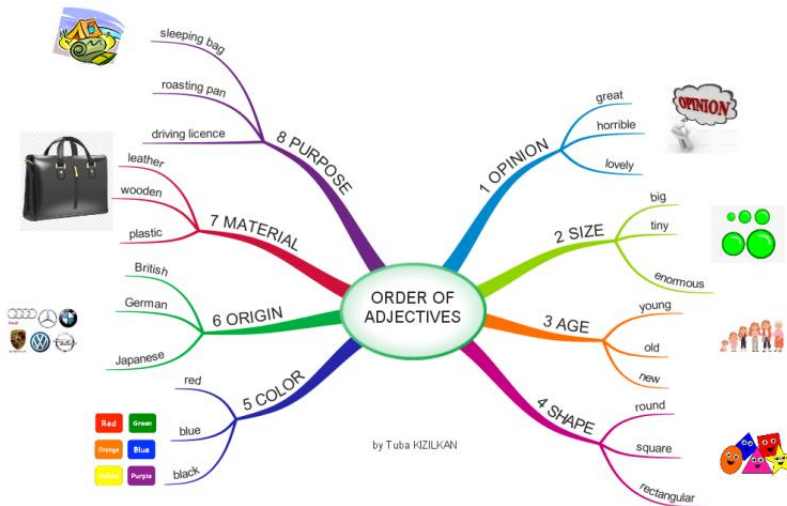 ORDER OF
ADJECTIVES
1 OPINION
great
horrible
lovely
OPINION
2 SIZE
big
tiny
enormous
3 AGE
young
old
new
4 SHAPE
round
square
rectangular
5 COLOR
red
blue
black
Red
Green
Orange
Blue
Purple
6 ORIGIN
British
German
Japanese
7 MATERIAL
leather
wooden
plastic
8 PURPOSE
sleeping bag
roasting pan
driving licence
by Tuba KIZILKAN